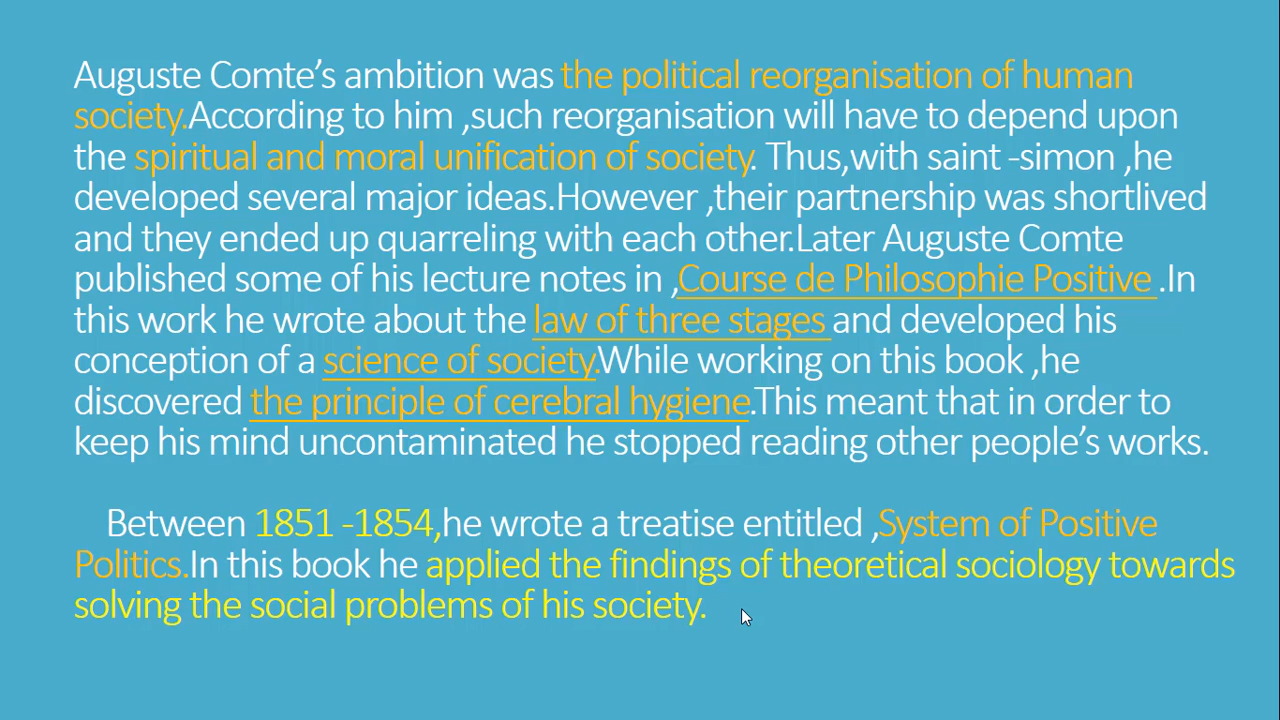 Auguste Comte’s ambition was the political reorganisation of human
society.According to him ,such reorganisation will have to depend upon
the spiritual and moral unification of society. Thus,with saint -simon ,he
developed several major ideas.However ,their partnership was shortlived
and they ended up quarreling with each other.Later Auguste Comte
published some of his lecture notes in ,Course de Philosophie Positive .In
this work he wrote about the law of three stages and developed his
conception of a science of society.While working on this book ,he
discovered the principle of cerebral hygiene.This meant that in order to
keep his mind uncontaminated he stopped reading other people’s works.
Between 1851 -1854,he wrote a treatise entitled ,System of Positive
Politics.In this book he applied the findings of theoretical sociology towards
solving the social problems of his society.